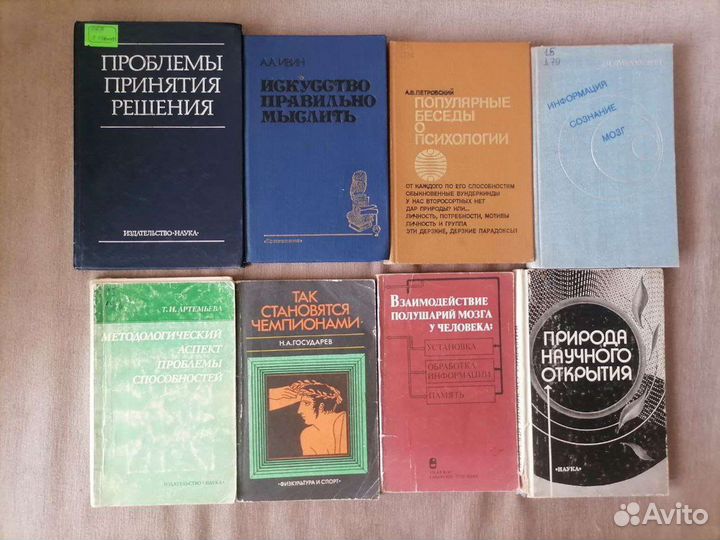 ПРОБЛЕМЫ
ПРИНЯТИЯ
РЕШЕНИЯ
ИЗДАТЕЛЬСТВО «НАУКА»
А.А. ИВИН
ИСКУССТВО
ПРАВИЛЬНО
МЫСЛИТЬ
А.В. ПЕТРОВСКИЙ
ПОПУЛЯРНЫЕ
БЕСЕДЫ
О
ПСИХОЛОГИИ
ОТ КАЖДОГО ПО ЕГО СПОСОБНОСТЯМ
ОБЫКНОВЕННЫЕ ВУНДЕРКИНДЫ
У НАС ВТОРОСОРТНЫХ НЕТ
ДАР ПРИРОДЫ? ИЛИ...
ЛИЧНОСТЬ, ПОТРЕБНОСТИ, МОТИВЫ
ЛИЧНОСТЬ И ГРУППА
ЭТИ ДЕРЗКИЕ, ДЕРЗКИЕ ПАРАДОКСЫ!
ИНФОРМАЦИЯ
СОЗНАНИЕ
МОЗГ
Т.И. АРТЕМЬЕВА
МЕТОДОЛОГИЧЕСКИЙ
АСПЕКТ
ПРОБЛЕМЫ
СПОСОБНОСТЕЙ
ИЗДАТЕЛЬСТВО «НАУКА»
ТАК
СТАНОВЯТСЯ
ЧЕМПИОНАМИ
Н.А. ГОСУДАРЕВ
«ФИЗКУЛЬТУРА И СПОРТ»
ВЗАИМОДЕЙСТВИЕ
ПОЛУШАРИЙ МОЗГА
У ЧЕЛОВЕКА:
УСТАНОВКА
ОБРАБОТКА
ИНФОРМАЦИИ
ПАМЯТЬ
ПРИРОДА
НАУЧНОГО
ОТКРЫТИЯ
«НАУКА»
Avito